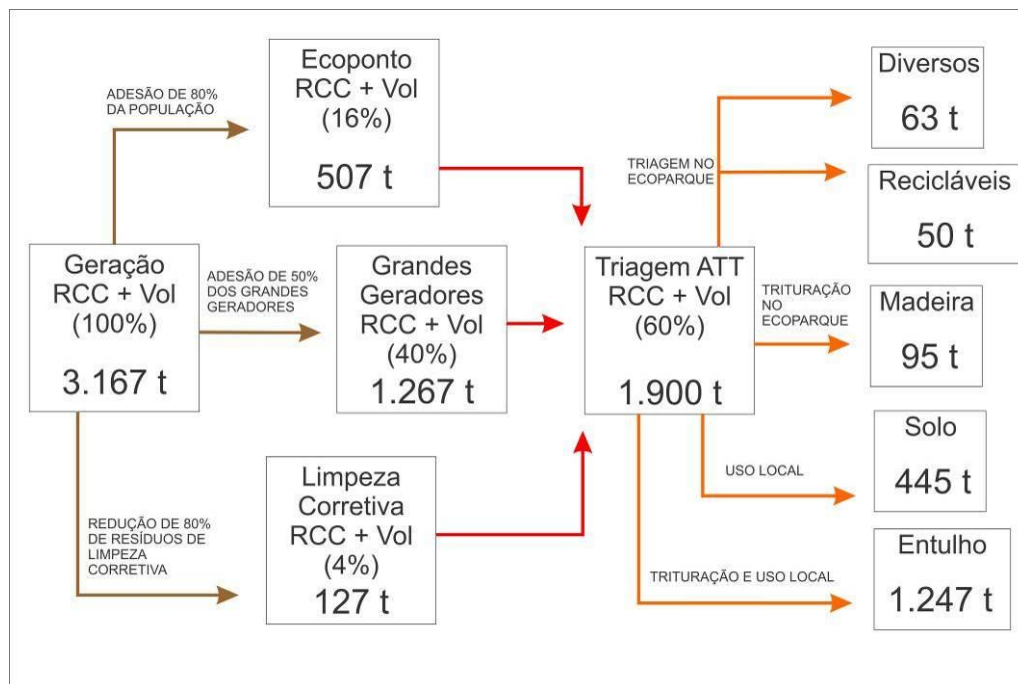 Geração
RCC + Vol
(100%)
3.167 t
ADESÃO DE 80%
DA POPULAÇÃO
Ecoponto
RCC + Vol
(16%)
507 t
ADESÃO DE 50%
DOS GRANDES
GERADORES
Grandes
Geradores
RCC + Vol
(40%)
1.267 t
REDUÇÃO DE 80%
DE RESÍDUOS DE
LIMPEZA
CORRETIVA
Limpeza
Corretiva
RCC + Vol
(4%)
127 t
Triagem ATT
RCC + Vol
(60%)
1.900 t
TRIAGEM NO
ECOPARQUE
Diversos
63 t
Recicláveis
50 t
TRITURAÇÃO
NO
ECOPARQUE
Madeira
95 t
USO LOCAL
Solo
445 t
TRITURAÇÃO E USO LOCAL
Entulho
1.247 t